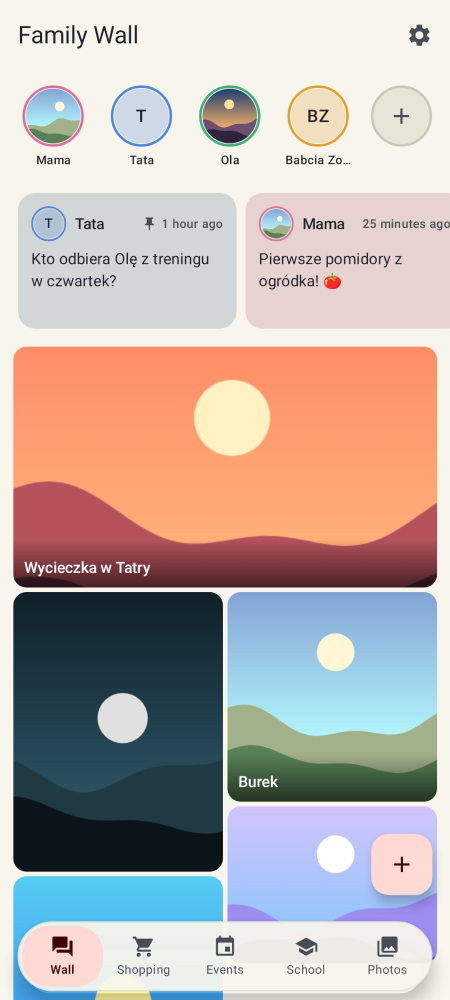 Family Wall
T
BZ
Mama
Tata
Ola
Babcia Zo…
T
Tata
1 hour ago
Kto odbiera Olę z treningu
w czwartek?
Mama
25 minutes ago
Pierwsze pomidory z
ogródka! 🍅
Wycieczka w Tatry
Burek
Wall
Shopping
Events
School
Photos